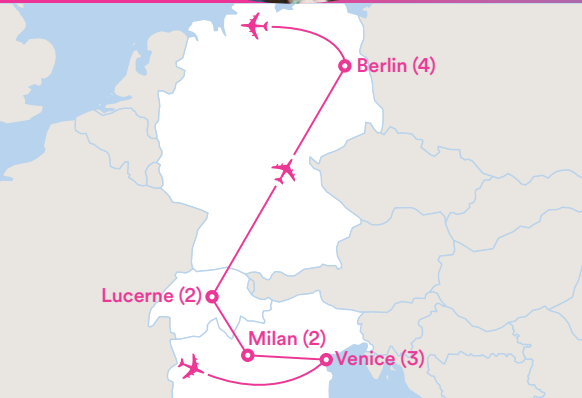 Berlin (4)
Lucerne (2)
Milan (2)
Venice (3)